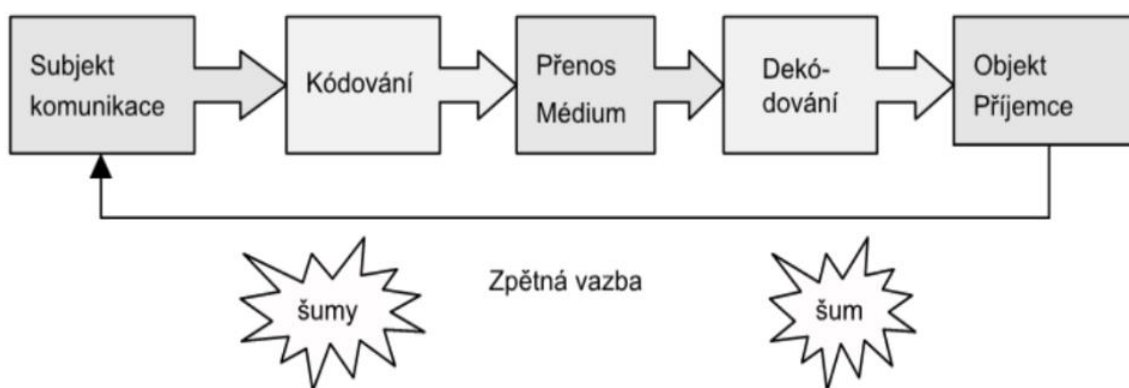 Subjekt
komunikace
Kódování
Přenos
Médium
Dekó-
dování
Objekt
Příjemce
Zpětná vazba
šumy
šum